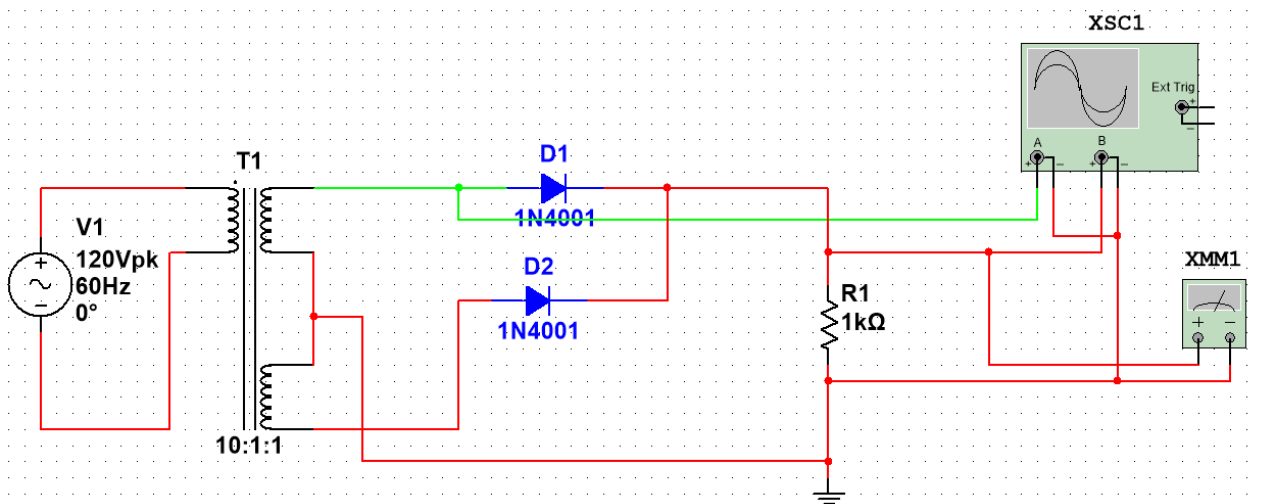 XSC1
Ext Trig
+
−
A
B
+
−
+
−
T1
D1
1N4001
V1
120Vpk
60Hz
0°
+
−
D2
1N4001
XMM1
+
−
R1
1kΩ
10:1:1